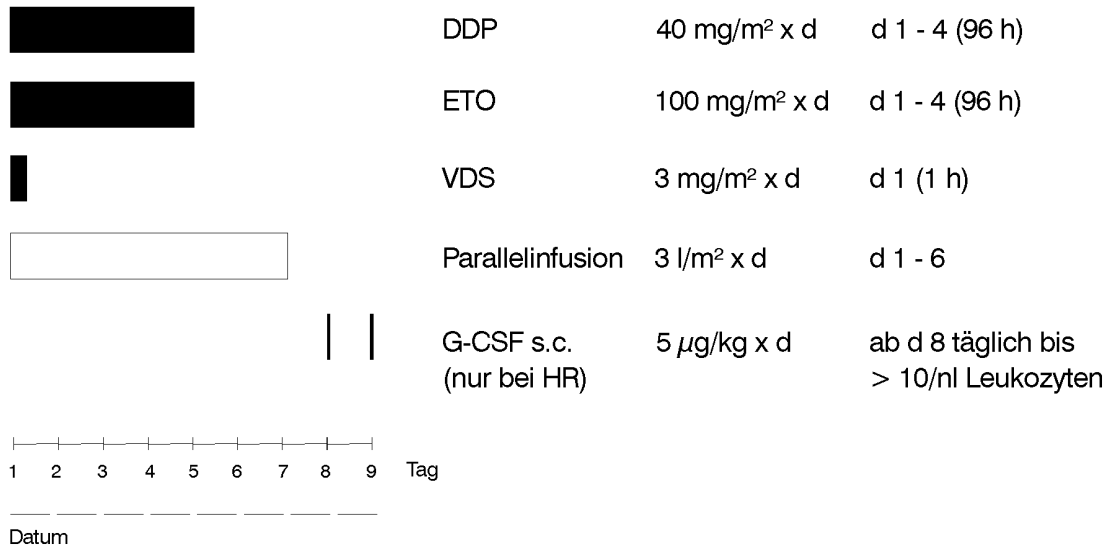 DDP 40 mg/m² x d d 1 - 4 (96 h)
ETO 100 mg/m² x d d 1 - 4 (96 h)
VDS 3 mg/m² x d d 1 (1 h)
Parallelinfusion 3 l/m² x d d 1 - 6
G-CSF s.c. 5 µg/kg x d ab d 8 täglich bis
(nur bei HR) > 10/nl Leukozyten
1 2 3 4 5 6 7 8 9 Tag
Datum